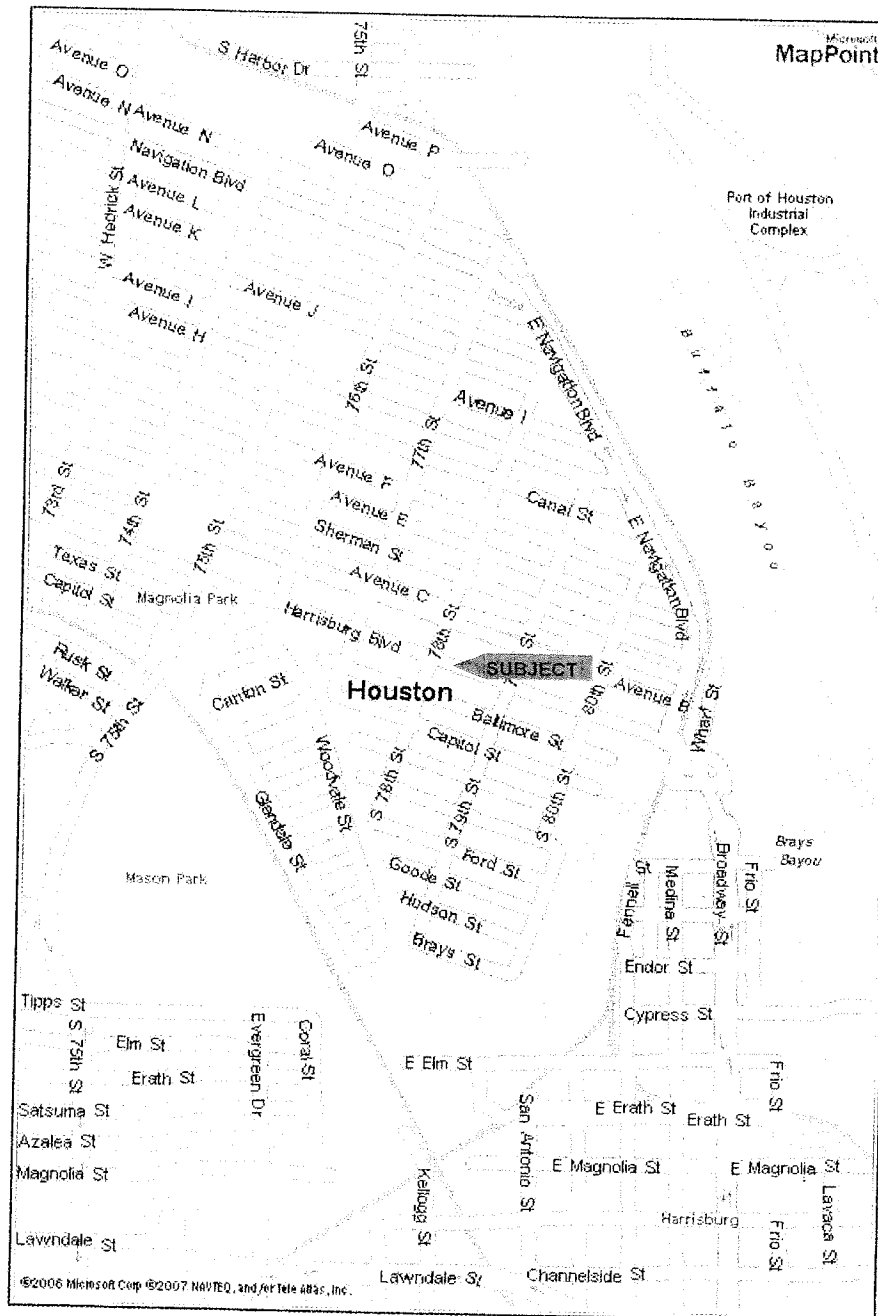 Microsoft
MapPoint
75th St
S Harbor Dr
Avenue O
Avenue N
Avenue N
Avenue P
Avenue O
Navigation Blvd
Avenue L
Avenue K
W Hedrick St
Port of Houston
Industrial
Complex
Avenue I
Avenue J
Avenue H
E Navigation Blvd
Buffalo Bayou
76th St
Avenue I
77th St
Avenue F
Avenue E
Canal St
Sherman St
73rd St
74th St
75th St
E Navigation Blvd
Texas St
Capitol St
Magnolia Park
Avenue C
Harrisburg Blvd
78th St
SUBJECT
S 80th St
Avenue B
Wharf St
Rusk St
Walker St
S 75th St
Canton St
Houston
Baltimore St
Capitol St
Woodvale St
S 78th St
S 79th St
S 80th St
Glendale St
Ford St
Goode St
Hudson St
Brays St
Mason Park
Brays
Bayou
Fennell St
Medina St
Broadway St
Frio St
Endor St
Cypress St
Tipps St
S 75th St
Elm St
Erath St
Evergreen Dr
Coral St
E Elm St
Frio St
Satsuma St
Azalea St
Magnolia St
San Antonio St
E Erath St
Erath St
E Magnolia St
E Magnolia St
Kellogg St
Harrisburg
Frio St
Lavaca St
Lawndale St
Lawndale St
Channelside St
©2006 Microsoft Corp ©2007 NAVTEQ, and/or Tele Atlas, Inc.